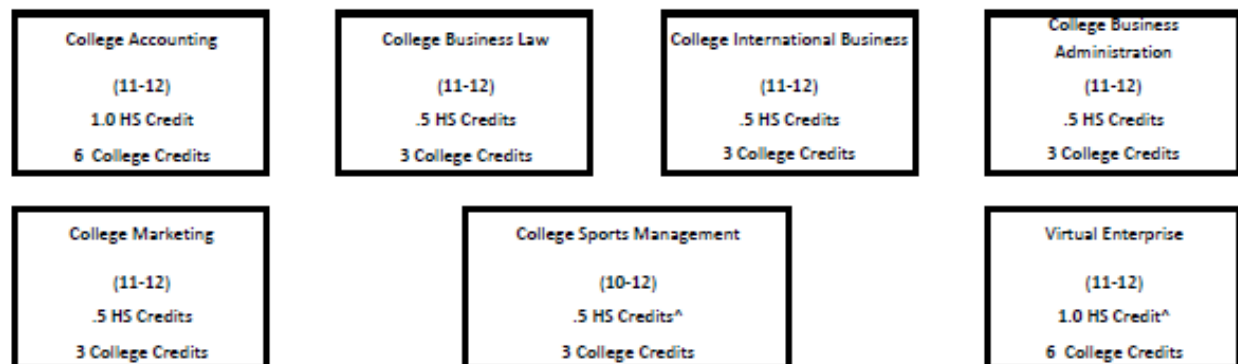 College Accounting
(11-12)
1.0 HS Credit
6 College Credits
College Business Law
(11-12)
.5 HS Credits
3 College Credits
College International Business
(11-12)
.5 HS Credits
3 College Credits
College Business
Administration
(11-12)
.5 HS Credits
3 College Credits
College Marketing
(11-12)
.5 HS Credits
3 College Credits
College Sports Management
(10-12)
.5 HS Credits^
3 College Credits
Virtual Enterprise
(11-12)
1.0 HS Credit^
6 College Credits